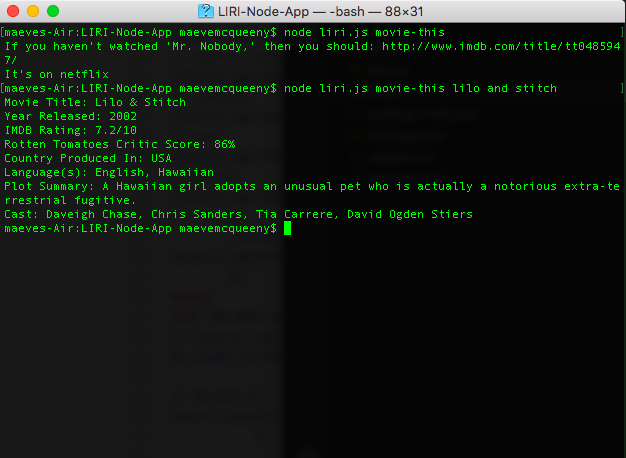 LIRI-Node-App — -bash — 88×31
[maeves-Air:LIRI-Node-App maevemcqueeny$ node liri.js movie-this ]
If you haven't watched 'Mr. Nobody,' then you should: http://www.imdb.com/title/tt048594
7/
It's on netflix
[maeves-Air:LIRI-Node-App maevemcqueeny$ node liri.js movie-this lilo and stitch ]
Movie Title: Lilo & Stitch
Year Released: 2002
IMDB Rating: 7.2/10
Rotten Tomatoes Critic Score: 86%
Country Produced In: USA
Language(s): English, Hawaiian
Plot Summary: A Hawaiian girl adopts an unusual pet who is actually a notorious extra-te
rrestrial fugitive.
Cast: Daveigh Chase, Chris Sanders, Tia Carrere, David Ogden Stiers
maeves-Air:LIRI-Node-App maevemcqueeny$